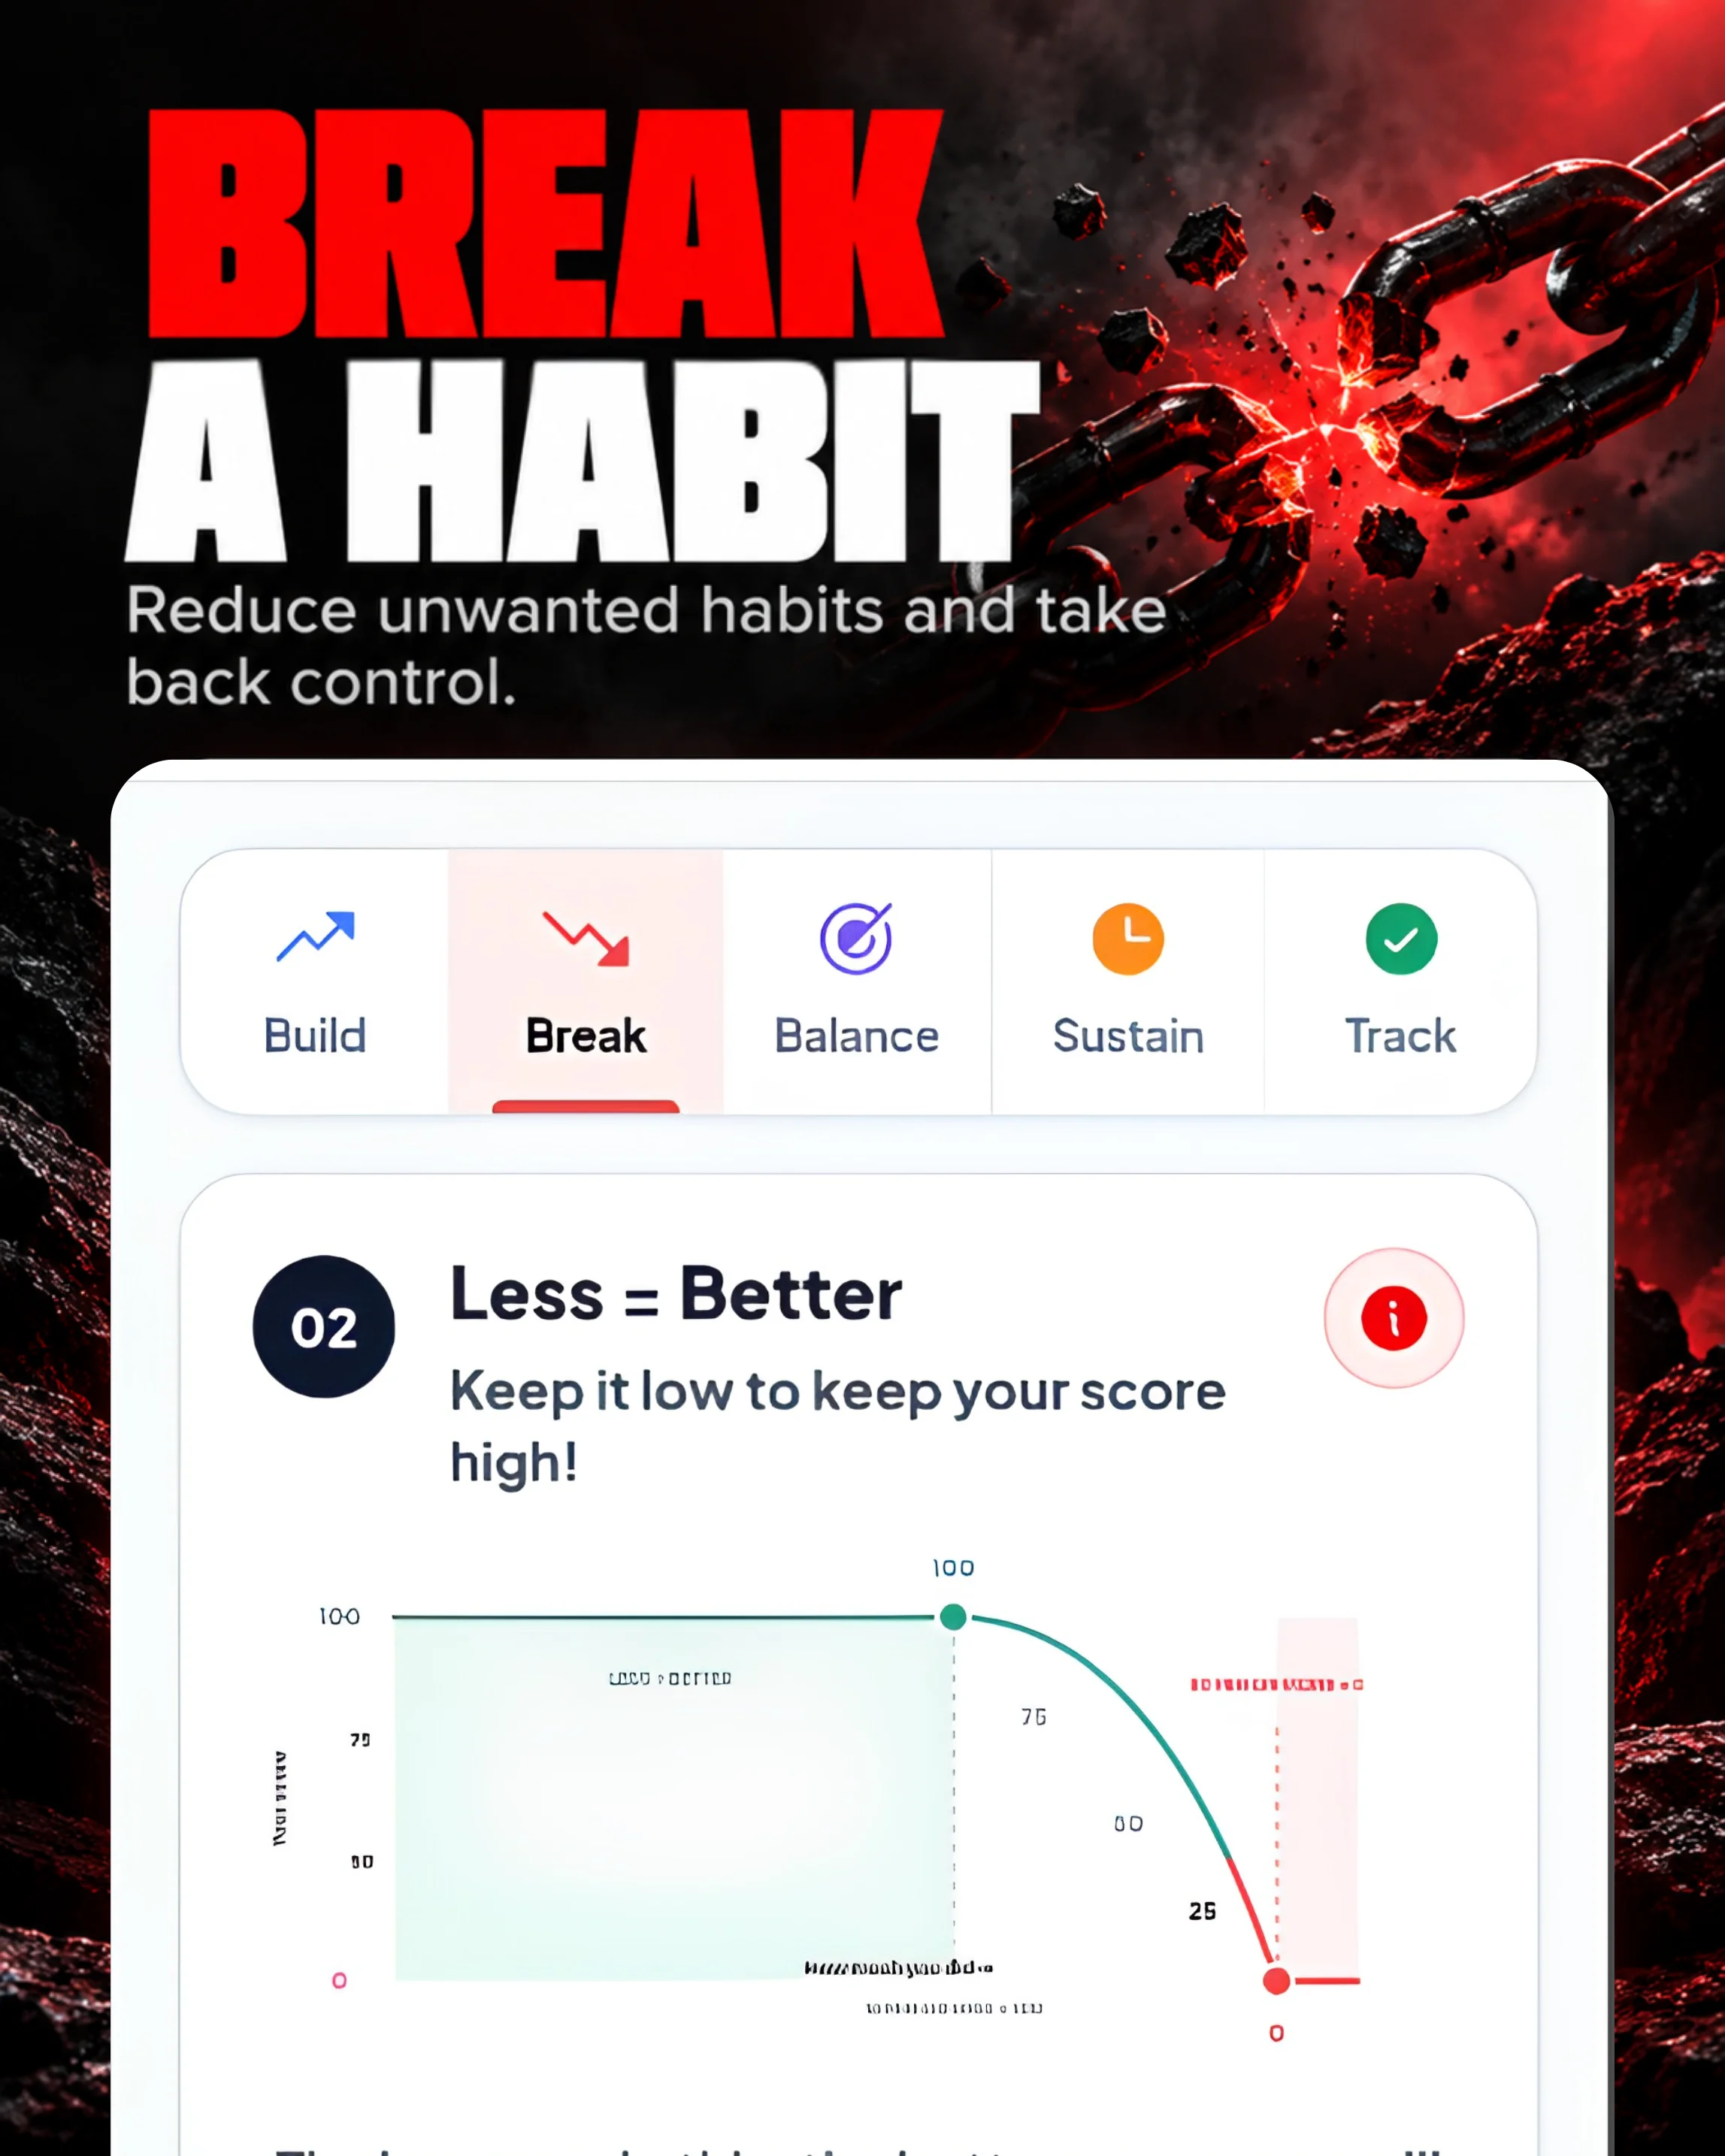 BREAK
A HABIT
Reduce unwanted habits and take
back control.
Build Break Balance Sustain Track
02
Less = Better
Keep it low to keep your score
high!
100
100
75
75
25
0
0